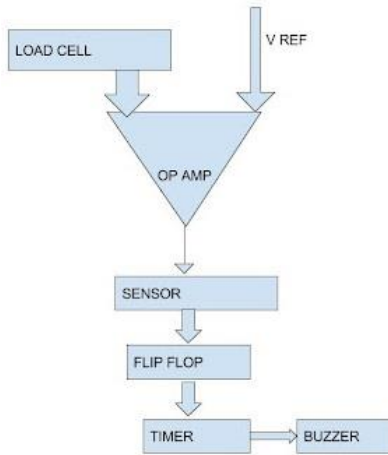 LOAD CELL
V REF
OP AMP
SENSOR
FLIP FLOP
TIMER
BUZZER